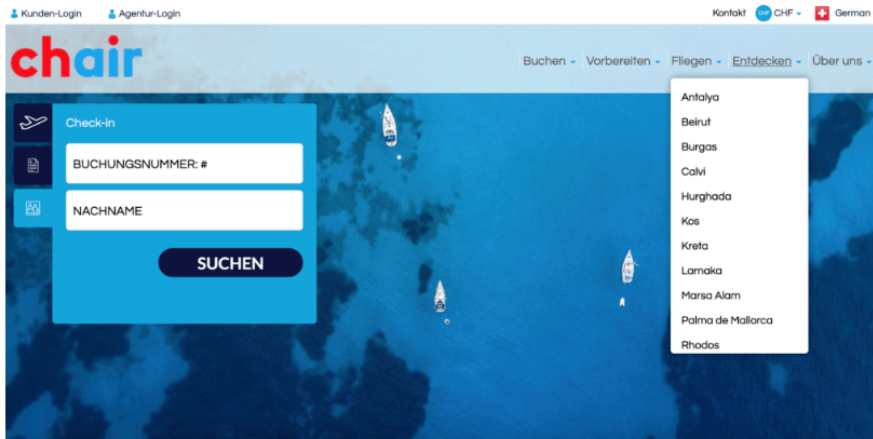 Kunden-Login Agentur-Login Kontakt CHF CHF German
chair
Buchen Vorbereiten Fliegen Entdecken Über uns
Check-in
BUCHUNGSNUMMER: #
NACHNAME
SUCHEN
Antalya
Beirut
Burgas
Calvi
Hurghada
Kos
Kreta
Larnaka
Marsa Alam
Palma de Mallorca
Rhodos